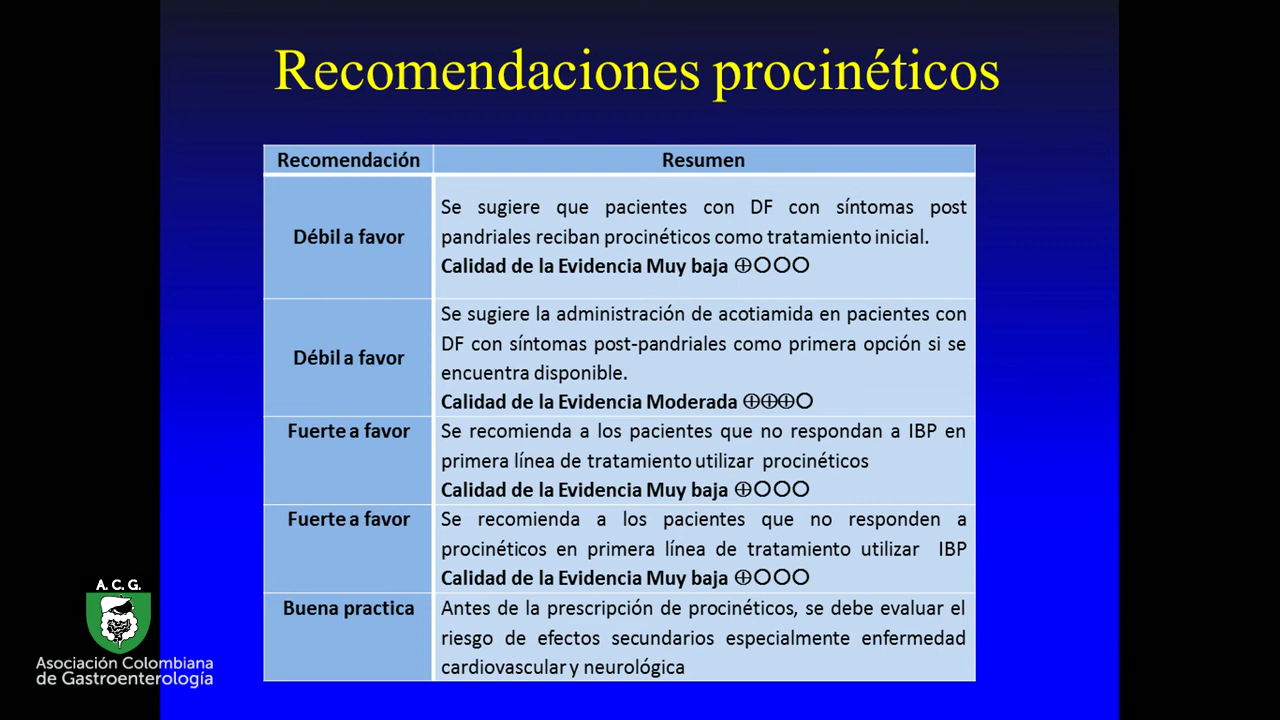 Recomendaciones procinéticos
Recomendación
Resumen
Débil a favor
Se sugiere que pacientes con DF con síntomas post
pandriales reciban procinéticos como tratamiento inicial.
Calidad de la Evidencia Muy baja ⊕〇〇〇
Débil a favor
Se sugiere la administración de acotiamida en pacientes con
DF con síntomas post-pandriales como primera opción si se
encuentra disponible.
Calidad de la Evidencia Moderada ⊕⊕⊕〇
Fuerte a favor
Se recomienda a los pacientes que no respondan a IBP en
primera línea de tratamiento utilizar procinéticos
Calidad de la Evidencia Muy baja ⊕〇〇〇
Fuerte a favor
Se recomienda a los pacientes que no responden a
procinéticos en primera línea de tratamiento utilizar IBP
Calidad de la Evidencia Muy baja ⊕〇〇〇
Buena practica
Antes de la prescripción de procinéticos, se debe evaluar el
riesgo de efectos secundarios especialmente enfermedad
cardiovascular y neurológica
A. C. G.
Asociación Colombiana
de Gastroenterología